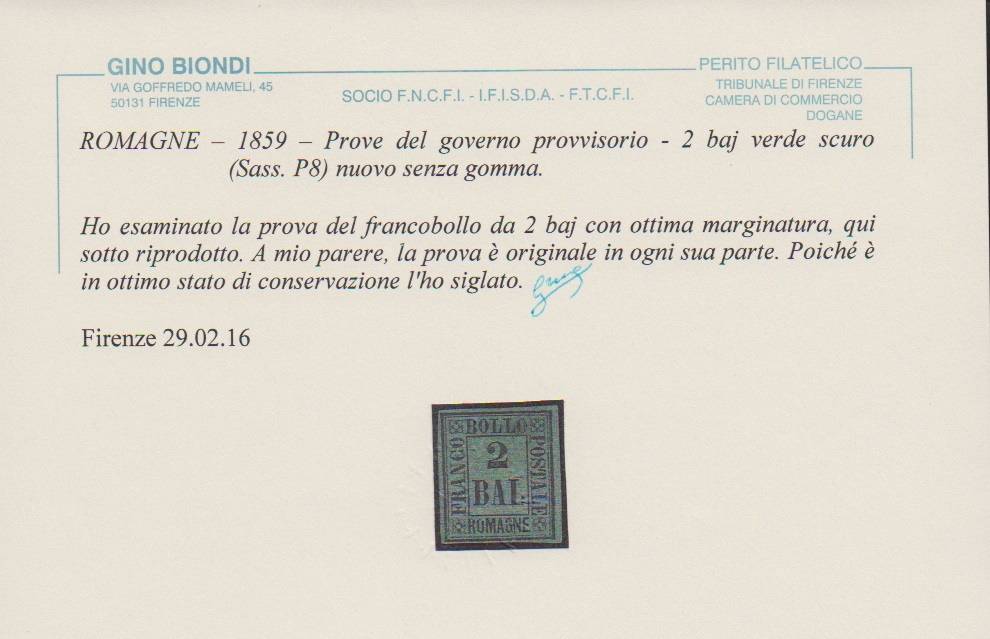 GINO BIONDI
VIA GOFFREDO MAMELI, 45
50131 FIRENZE
SOCIO F.N.C.F.I. - I.F.I.S.D.A. - F.T.C.F.I.
PERITO FILATELICO
TRIBUNALE DI FIRENZE
CAMERA DI COMMERCIO
DOGANE
ROMAGNE – 1859 – Prove del governo provvisorio - 2 baj verde scuro
(Sass. P8) nuovo senza gomma.
Ho esaminato la prova del francobollo da 2 baj con ottima marginatura, qui
sotto riprodotto. A mio parere, la prova è originale in ogni sua parte. Poiché è
in ottimo stato di conservazione l'ho siglato.
Firenze 29.02.16
BOLLO
FRANCO
2
BAI.
POSTALE
ROMAGNE